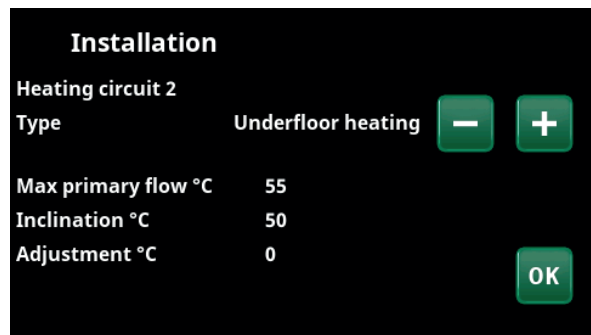 Installation
Heating circuit 2
Type Underfloor heating − +
Max primary flow °C 55
Inclination °C 50
Adjustment °C 0
OK